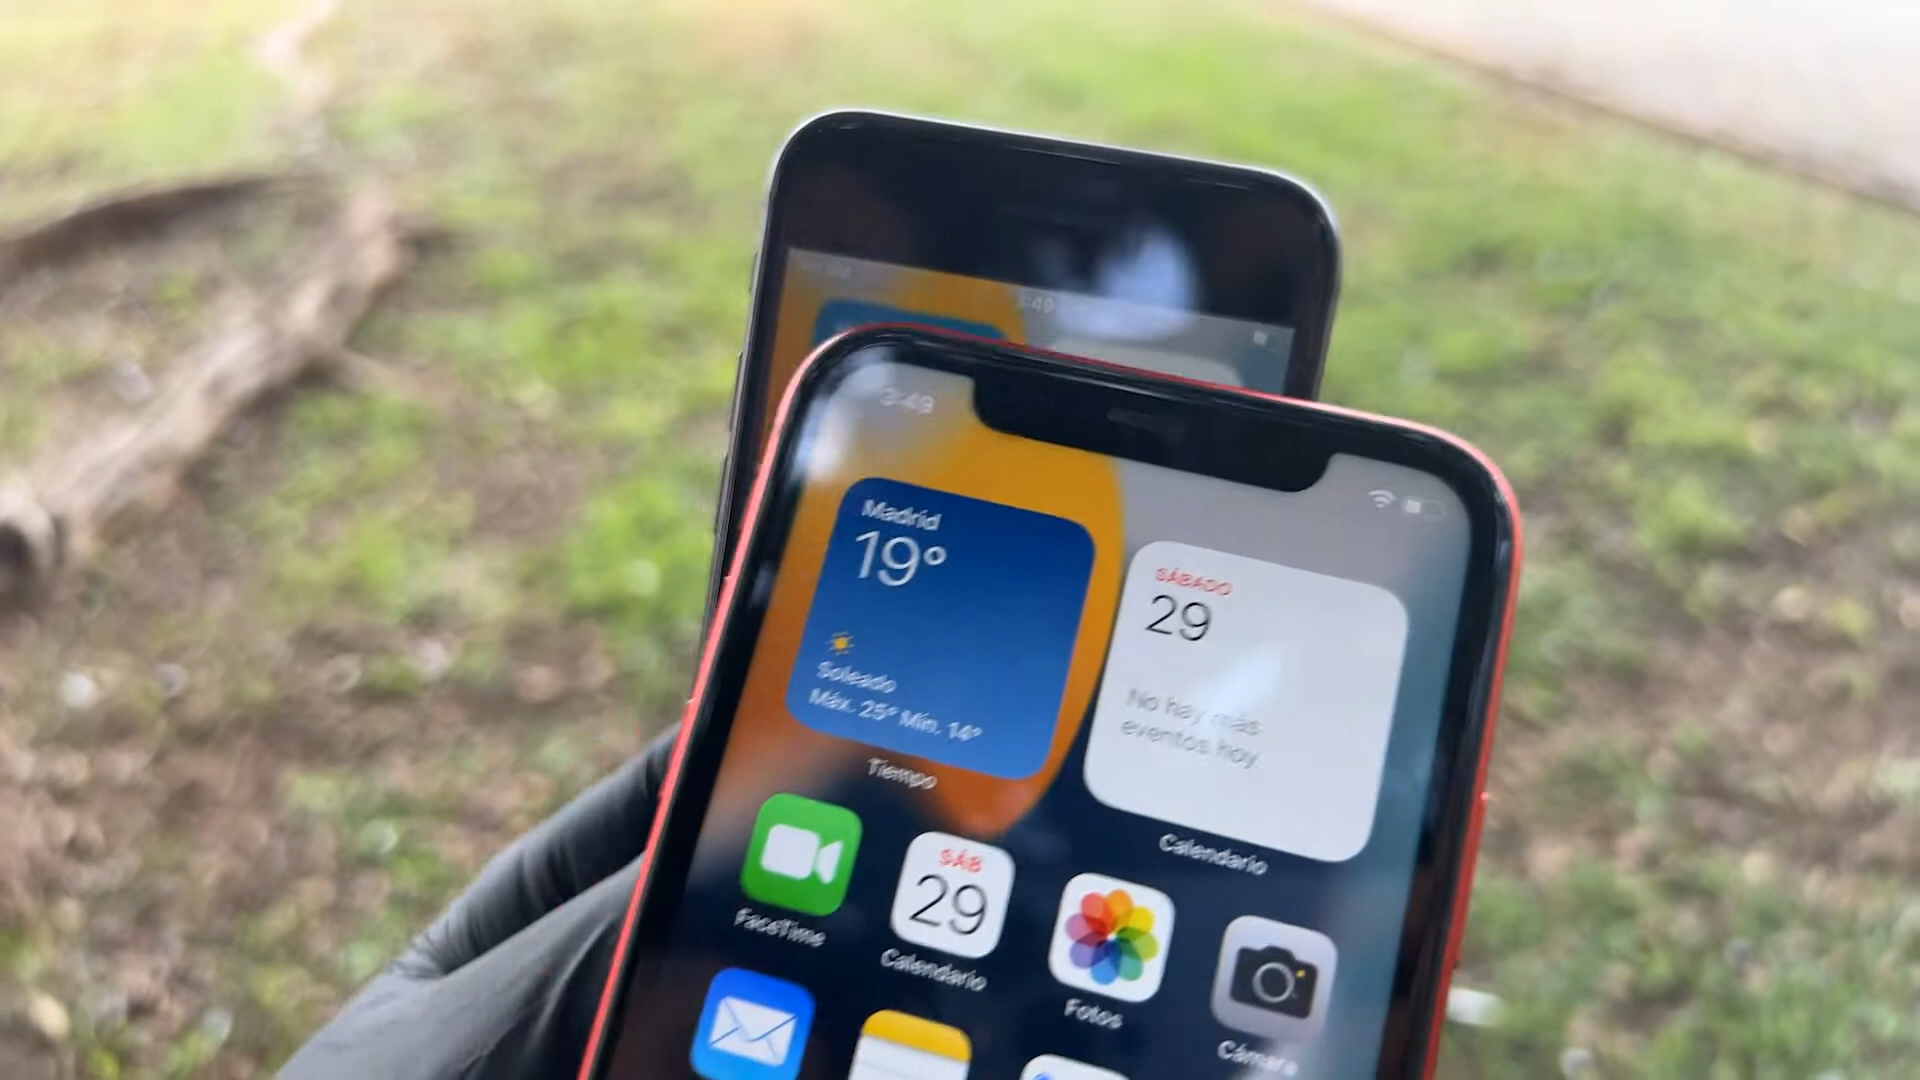 :49
3:49
Madrid
19°
Soleado
Máx. 25° Mín. 14°
Tiempo
SÁBADO
29
No hay más
eventos hoy
Calendario
FaceTime
SÁB
29
Calendario
Fotos
Cámara